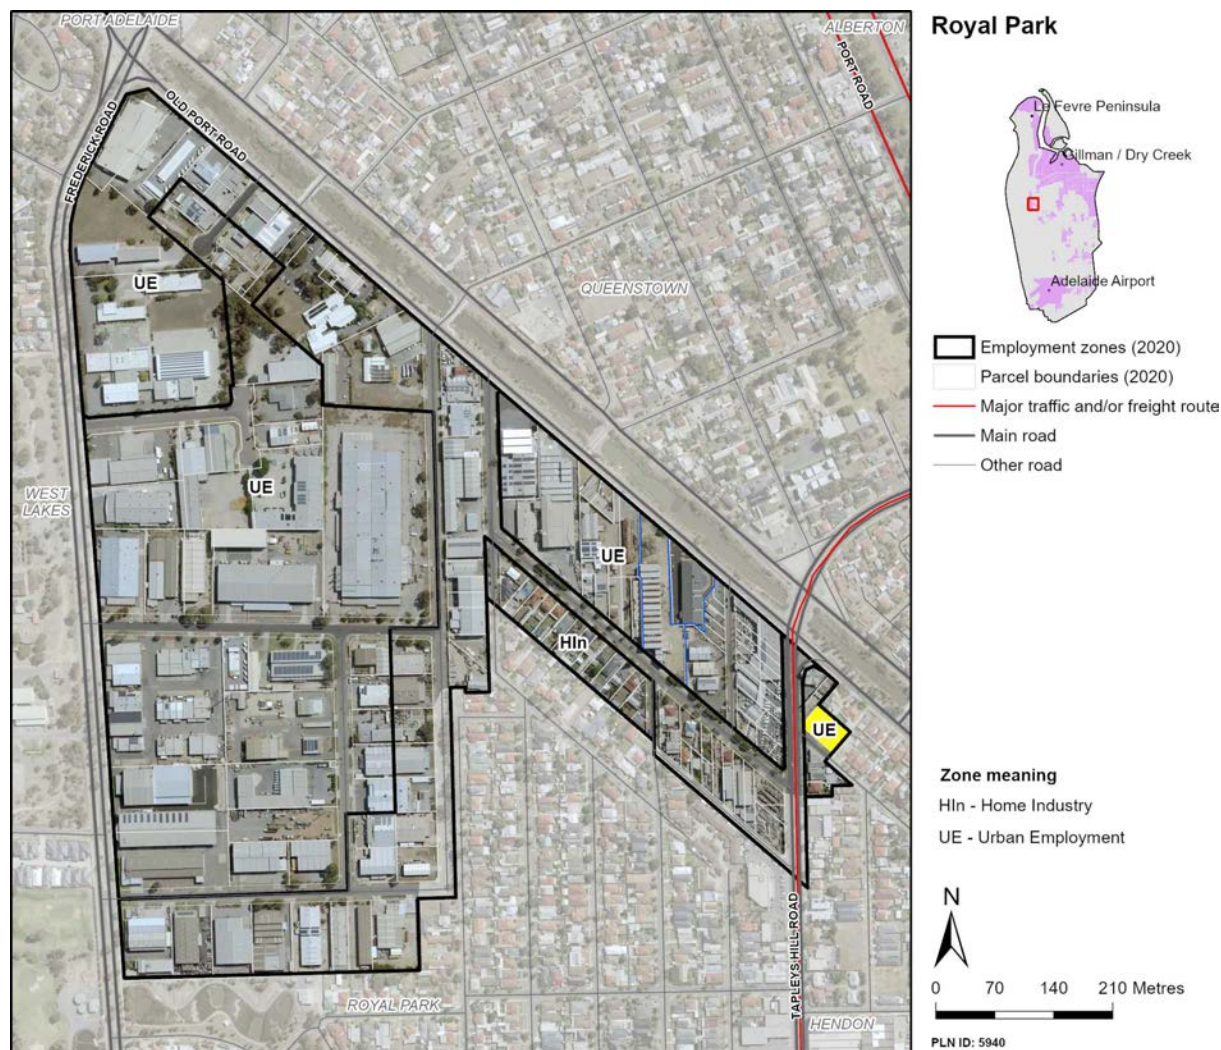 PORT ADELAIDE
ALBERTON
PORT ROAD
OLD PORT ROAD
FREDERICK ROAD
QUEENSTOWN
UE
WEST
LAKES
UE
UE
HIn
UE
TAPLEYS HILL ROAD
ROYAL PARK
HENDON
Royal Park
Le Fevre Peninsula
Gillman / Dry Creek
Adelaide Airport
Employment zones (2020)
Parcel boundaries (2020)
Major traffic and/or freight route
Main road
Other road
Zone meaning
HIn - Home Industry
UE - Urban Employment
N
0 70 140 210 Metres
PLN ID: 5940